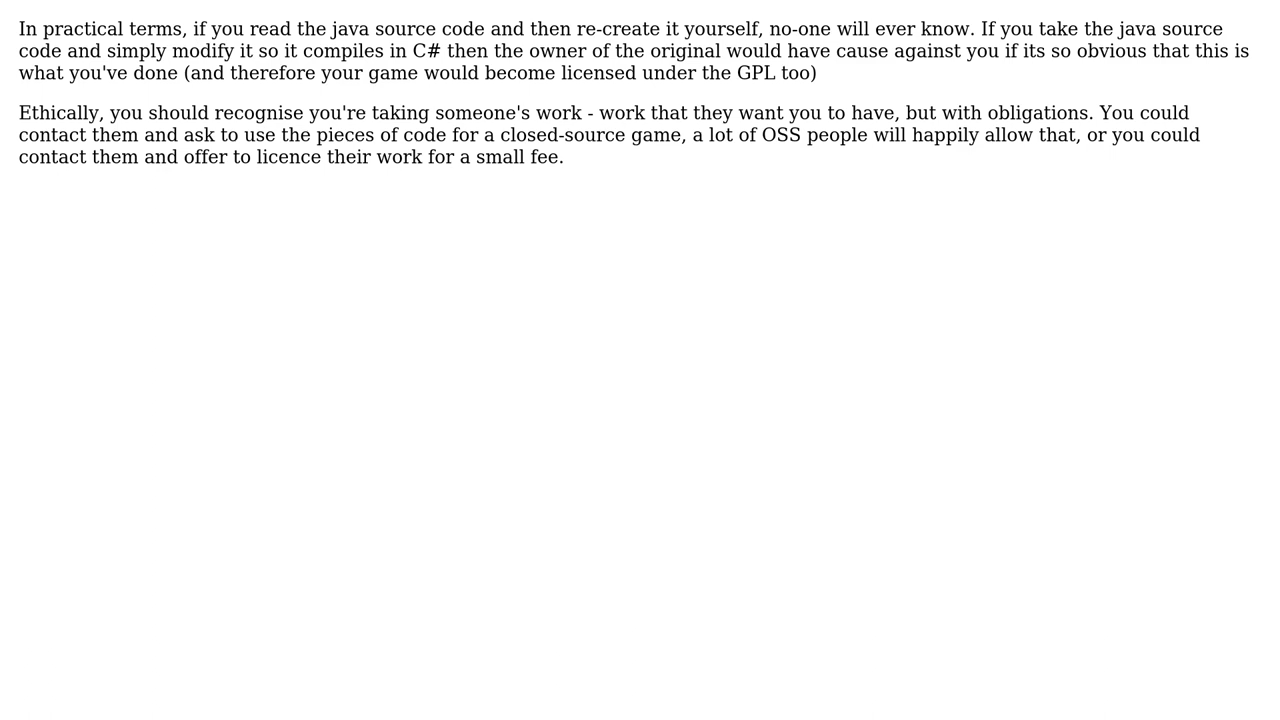 In practical terms, if you read the java source code and then re-create it yourself, no-one will ever know. If you take the java source
code and simply modify it so it compiles in C# then the owner of the original would have cause against you if its so obvious that this is
what you've done (and therefore your game would become licensed under the GPL too)
Ethically, you should recognise you're taking someone's work - work that they want you to have, but with obligations. You could
contact them and ask to use the pieces of code for a closed-source game, a lot of OSS people will happily allow that, or you could
contact them and offer to licence their work for a small fee.